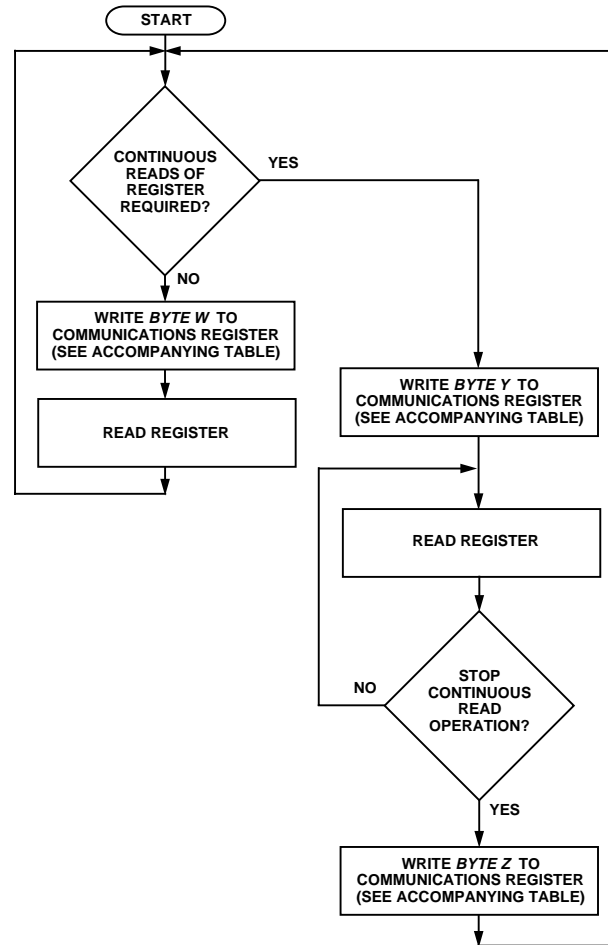 START
CONTINUOUS
READS OF
REGISTER
REQUIRED?
YES
NO
WRITE BYTE W TO
COMMUNICATIONS REGISTER
(SEE ACCOMPANYING TABLE)
READ REGISTER
WRITE BYTE Y TO
COMMUNICATIONS REGISTER
(SEE ACCOMPANYING TABLE)
READ REGISTER
STOP
CONTINUOUS
READ
OPERATION?
NO
YES
WRITE BYTE Z TO
COMMUNICATIONS REGISTER
(SEE ACCOMPANYING TABLE)